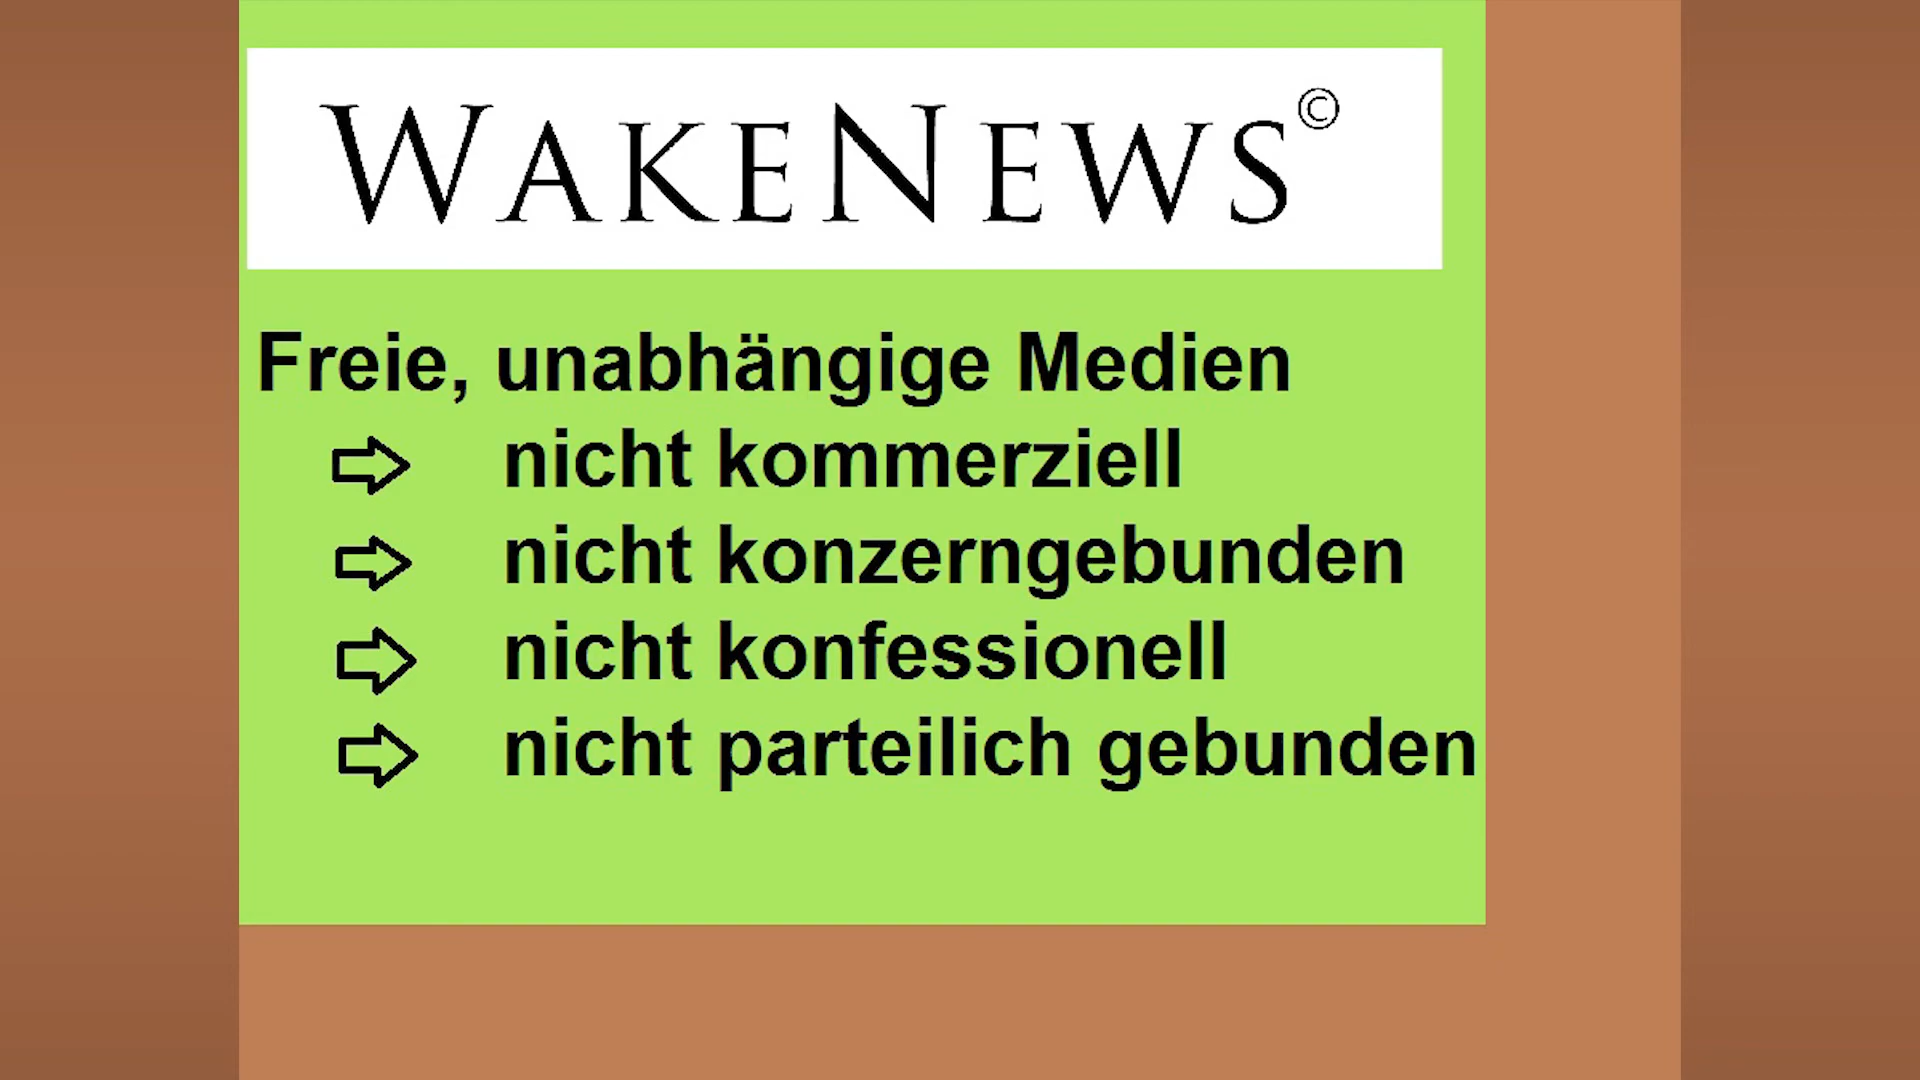 WAKENEWS©
Freie, unabhängige Medien
⇨ nicht kommerziell
⇨ nicht konzerngebunden
⇨ nicht konfessionell
⇨ nicht parteilich gebunden